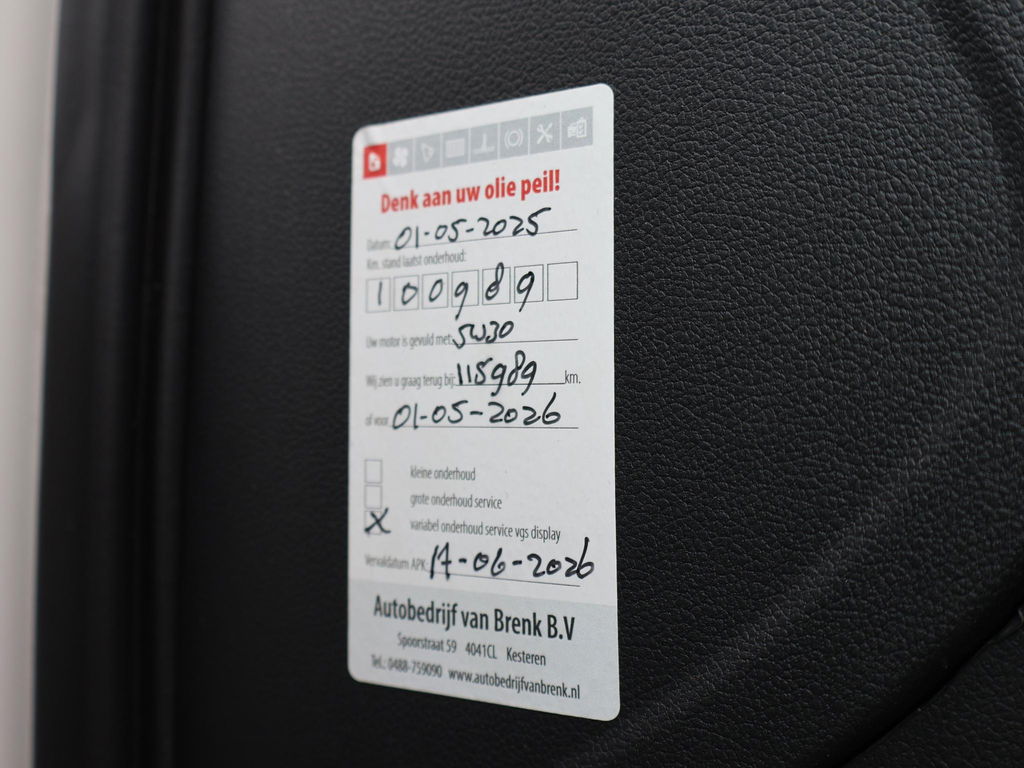 Denk aan uw olie peil!
Datum: 01-05-2025
Km. stand laatst onderhoud:
100989
Uw motor is gevuld met: 5W30
Wij zien u graag terug bij: 115989 km.
of voor 01-05-2026
kleine onderhoud
grote onderhoud service
X variabel onderhoud service vgs display
Vervaldatum APK: 17-06-2026
Autobedrijf van Brenk B.V
Spoorstraat 59 4041CL Kesteren
Tel.: 0488-759090 www.autobedrijfvanbrenk.nl